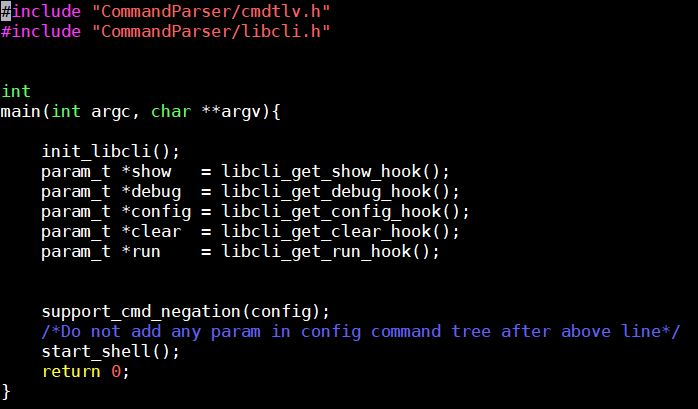 #include "CommandParser/cmdtlv.h"
#include "CommandParser/libcli.h"
int
main(int argc, char **argv){
init_libcli();
param_t *show   = libcli_get_show_hook();
param_t *debug  = libcli_get_debug_hook();
param_t *config = libcli_get_config_hook();
param_t *clear  = libcli_get_clear_hook();
param_t *run    = libcli_get_run_hook();
support_cmd_negation(config);
/*Do not add any param in config command tree after above line*/
start_shell();
return 0;
}